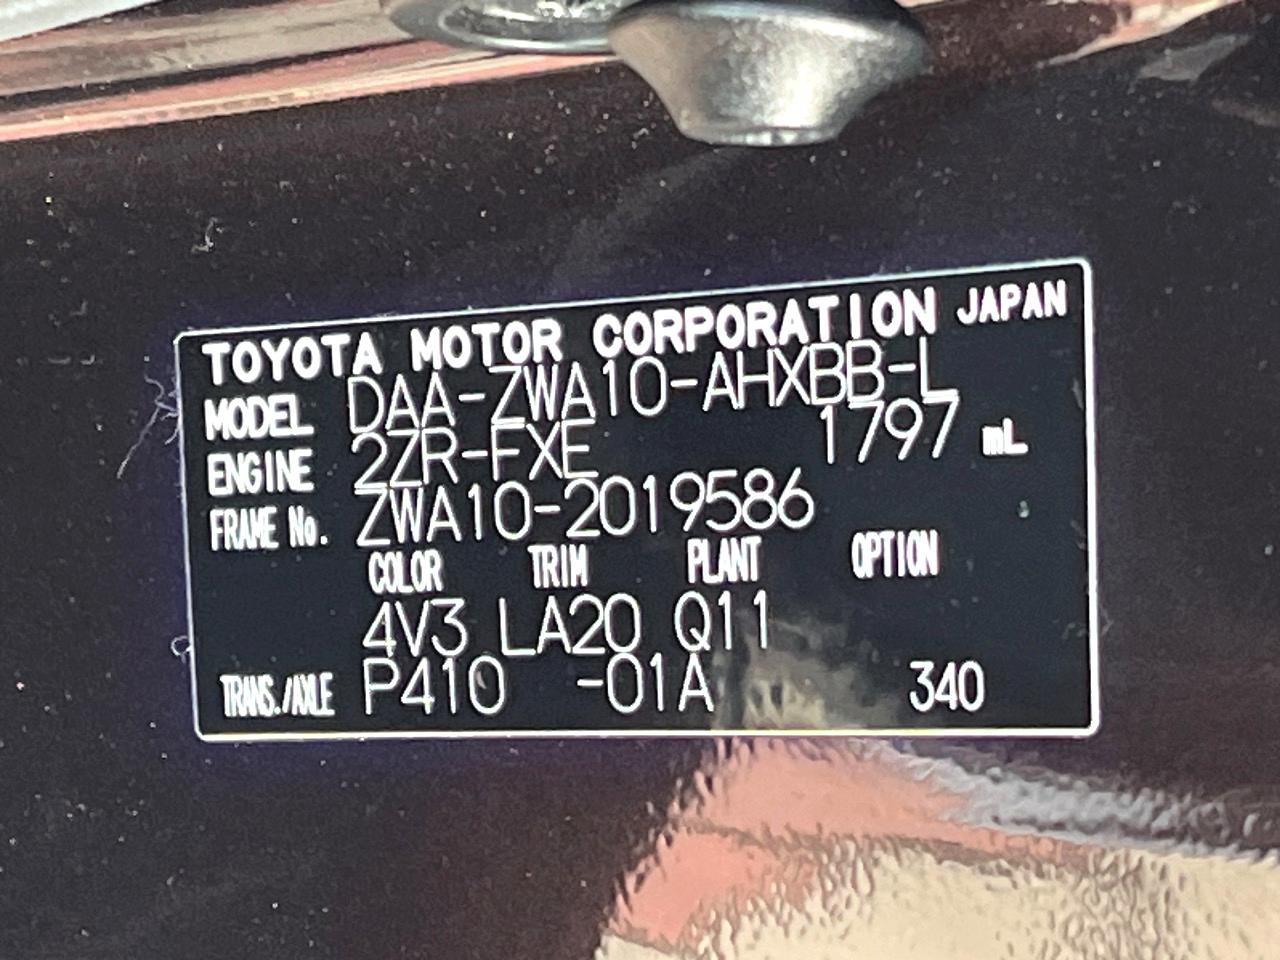 TOYOTA MOTOR CORPORATION JAPAN
MODEL DAA-ZWA10-AHXBB-L
ENGINE 2ZR-FXE 1797 mL
FRAME No. ZWA10-2019586
COLOR TRIM PLANT OPTION
4V3 LA20 Q11
TRANS./AXLE P410 -01A 340